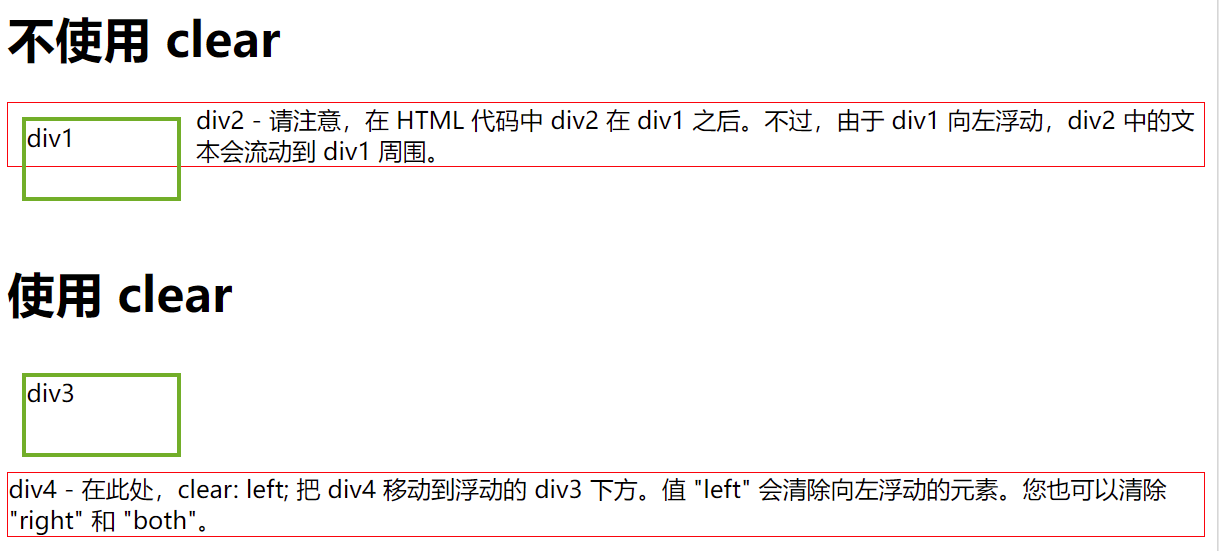 不使用 clear
div1
div2 - 请注意，在 HTML 代码中 div2 在 div1 之后。不过，由于 div1 向左浮动，div2 中的文
本会流动到 div1 周围。
使用 clear
div3
div4 - 在此处，clear: left; 把 div4 移动到浮动的 div3 下方。值 "left" 会清除向左浮动的元素。您也可以清除
"right" 和 "both"。